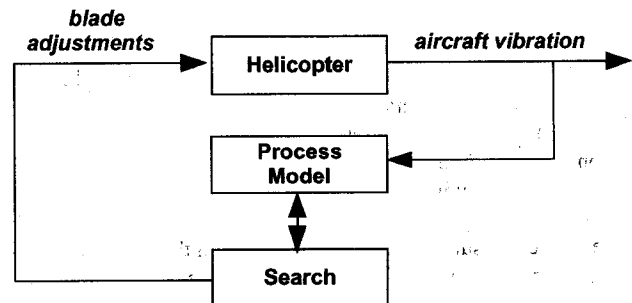 blade
adjustments
aircraft vibration
Helicopter
Process
Model
Search